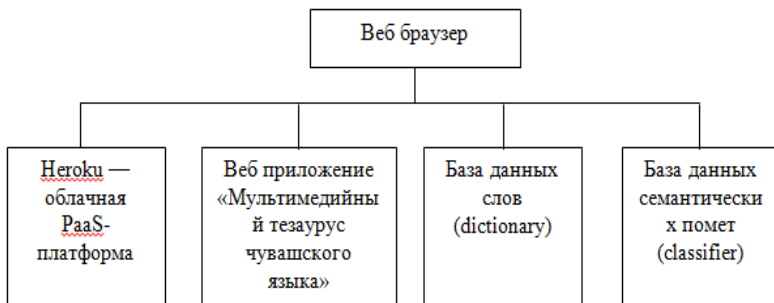 Веб браузер
Heroku —
облачная
PaaS-
платформа
Веб приложение
«Мультимедийны
й тезаурус
чувашского
языка»
База данных
слов
(dictionary)
База данных
семантически
х помет
(classifier)